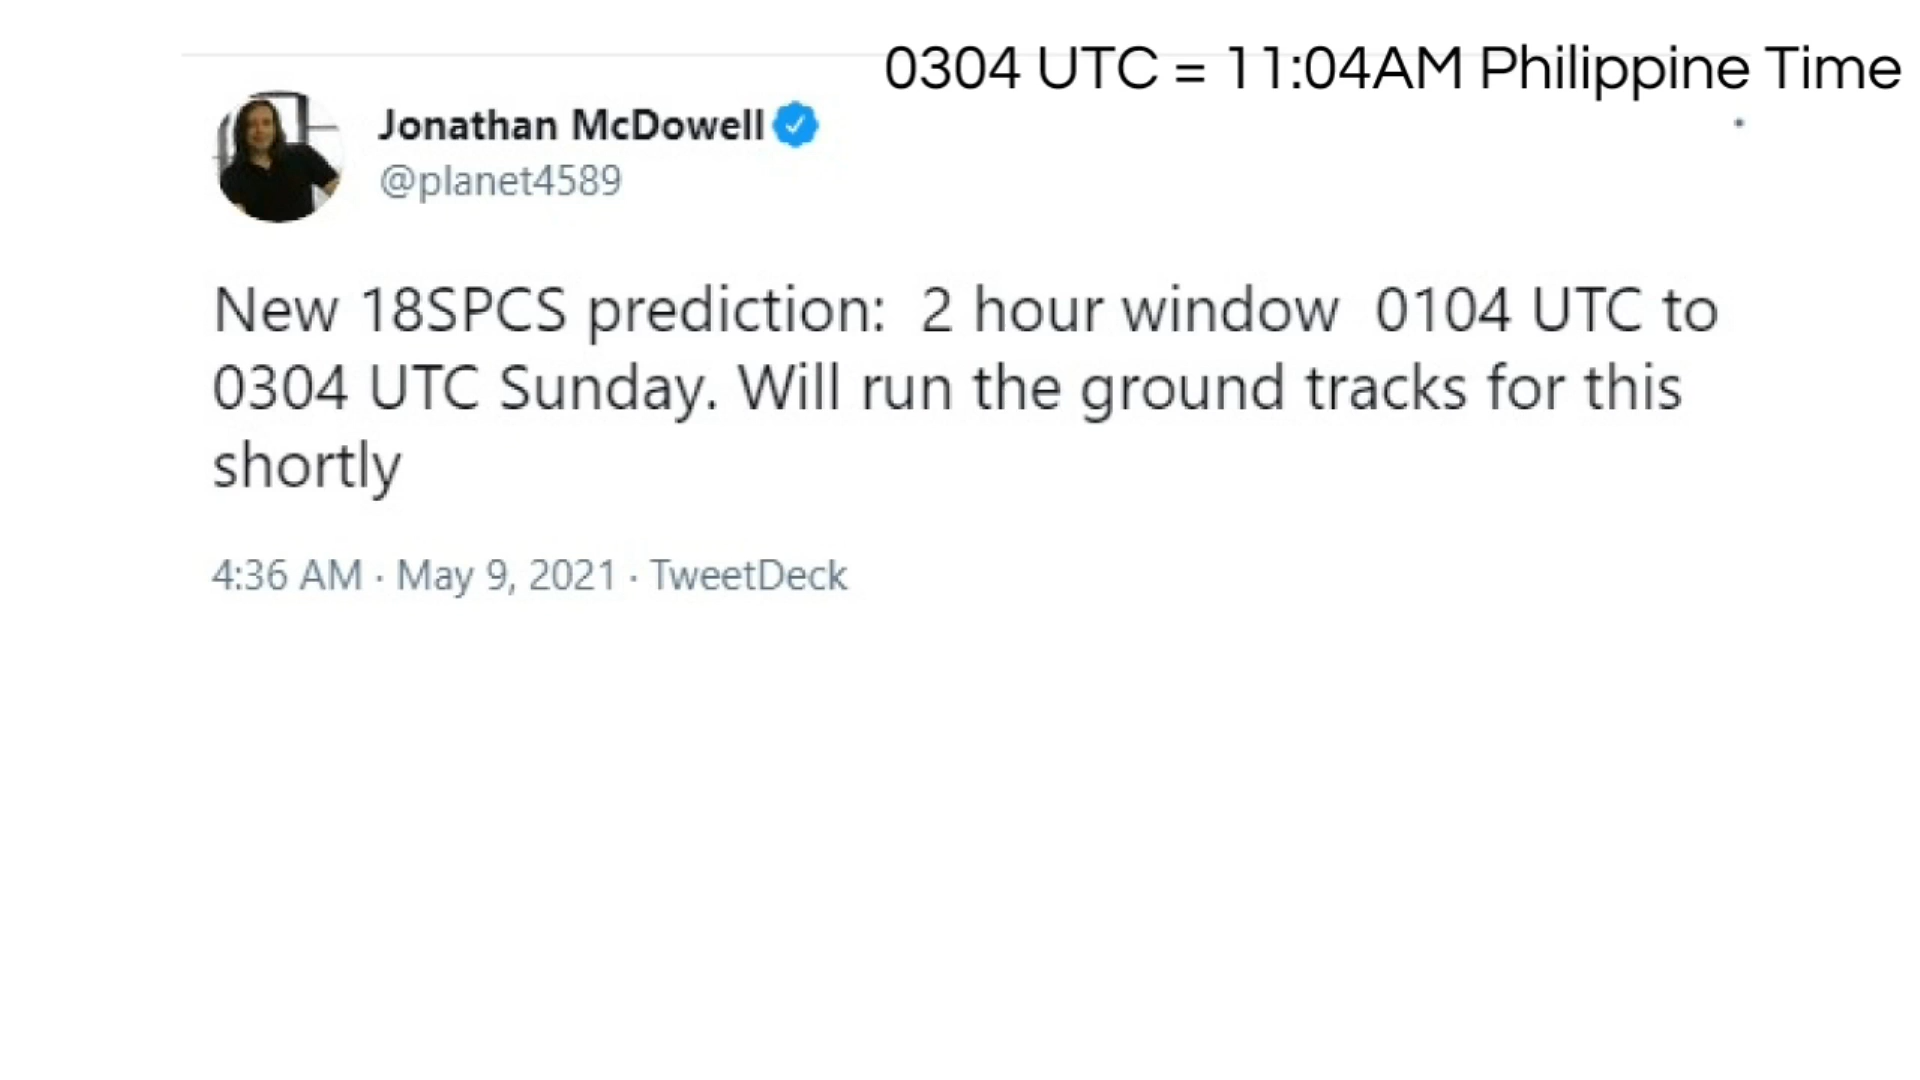 0304 UTC = 11:04AM Philippine Time
Jonathan McDowell
@planet4589
New 18SPCS prediction:  2 hour window  0104 UTC to
0304 UTC Sunday. Will run the ground tracks for this
shortly
4:36 AM · May 9, 2021 · TweetDeck